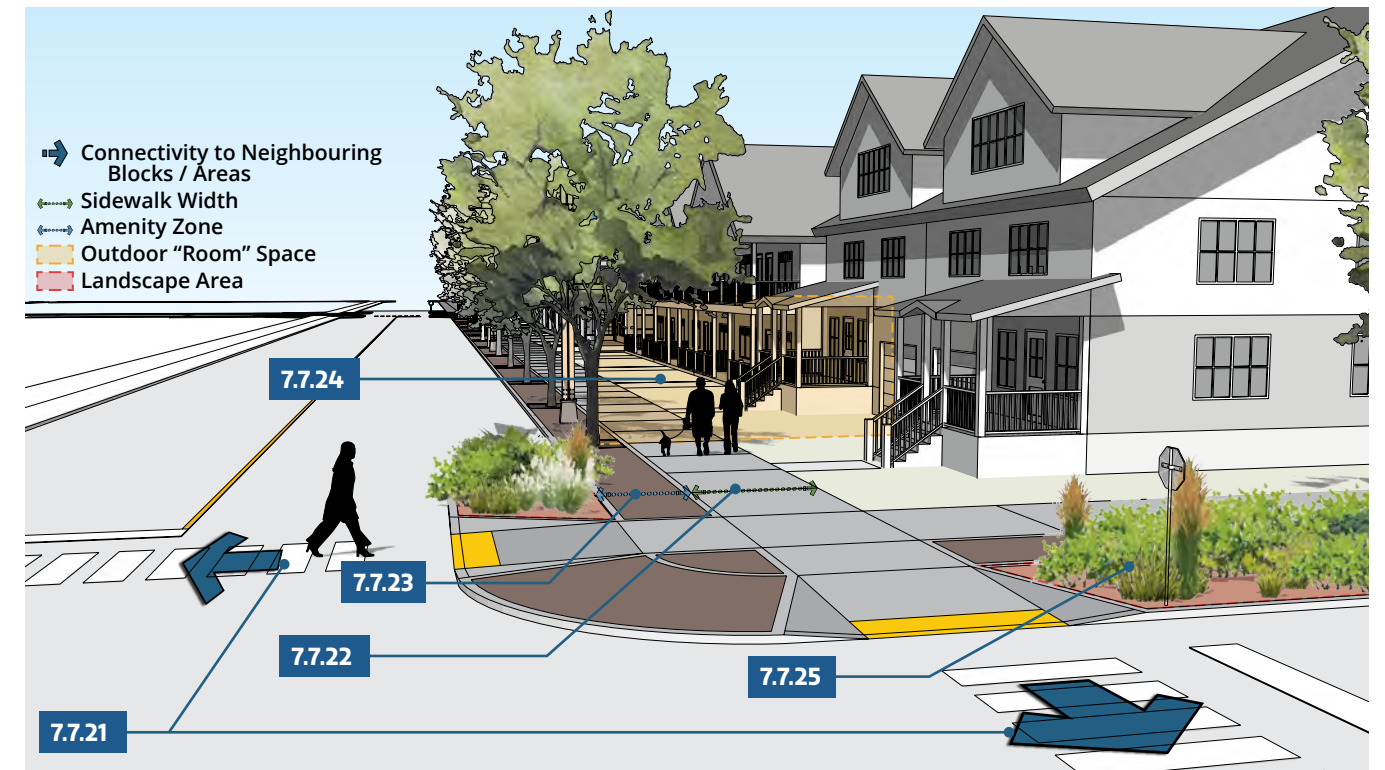 Connectivity to Neighbouring
Blocks / Areas
Sidewalk Width
Amenity Zone
Outdoor “Room” Space
Landscape Area
7.7.24
7.7.23
7.7.22
7.7.25
7.7.21